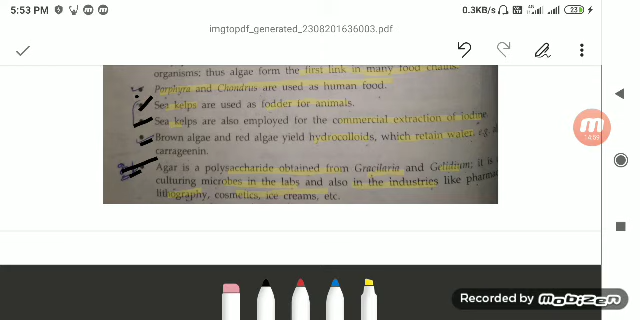 5:53 PM
0.3KB/s
23
imgtopdf_generated_2308201636003.pdf
organisms; thus algae form the first link in many food chains.
Porphyra and Chondrus are used as human food.
Sea kelps are used as fodder for animals.
Sea kelps are also employed for the commercial extraction of Iodine
Brown algae and red algae yield hydrocolloids, which retain water, e.g. a
carrageenin.
Agar is a polysaccharide obtained from Gracilaria and Gelidium; it is
culturing microbes in the labs and also in the industries like pharma
lithography, cosmetics, ice creams, etc.
14:59
Recorded by mobizen